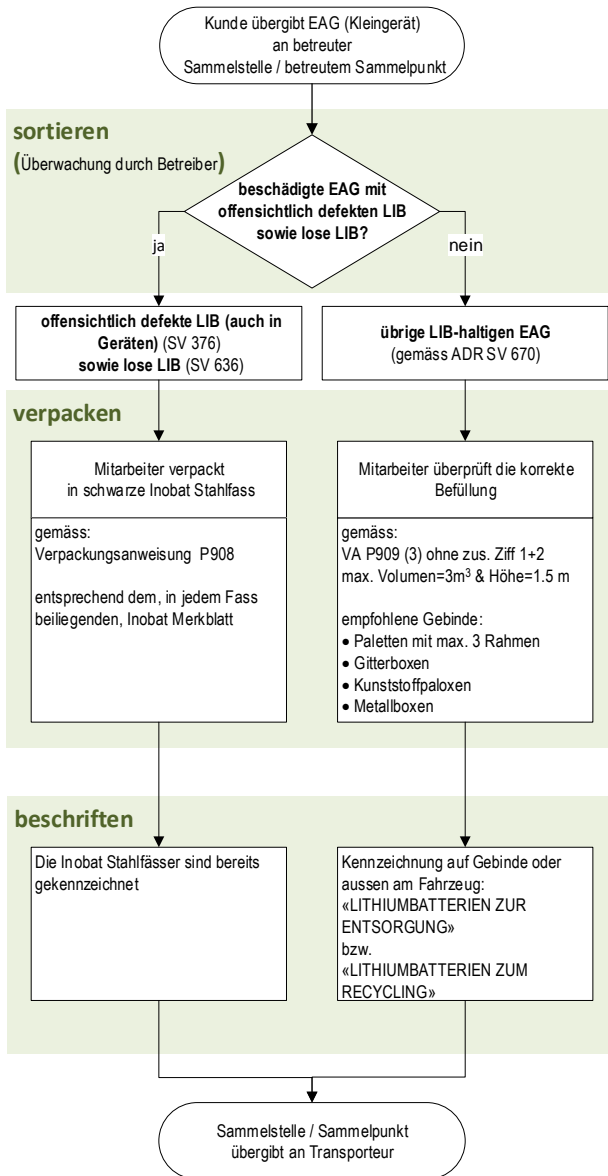 Kunde übergibt EAG (Kleingerät)
an betreuter
Sammelstelle / betreutem Sammelpunkt
sortieren
(Überwachung durch Betreiber)
beschädigte EAG mit
offensichtlich defekten LIB
sowie lose LIB?
ja
nein
offensichtlich defekte LIB (auch in
Geräten) (SV 376)
sowie lose LIB (SV 636)
übrige LIB-haltigen EAG
(gemäss ADR SV 670)
verpacken
Mitarbeiter verpackt
in schwarze Inobat Stahlfass
gemäss:
Verpackungsanweisung P908
entsprechend dem, in jedem Fass
beiliegenden, Inobat Merkblatt
Mitarbeiter überprüft die korrekte
Befüllung
gemäss:
VA P909 (3) ohne zus. Ziff 1+2
max. Volumen=3m³ & Höhe=1.5 m
empfohlene Gebinde:
● Paletten mit max. 3 Rahmen
● Gitterboxen
● Kunststoffpaloxen
● Metallboxen
beschriften
Die Inobat Stahlfässer sind bereits
gekennzeichnet
Kennzeichnung auf Gebinde oder
aussen am Fahrzeug:
«LITHIUMBATTERIEN ZUR
ENTSORGUNG»
bzw.
«LITHIUMBATTERIEN ZUM
RECYCLING»
Sammelstelle / Sammelpunkt
übergibt an Transporteur